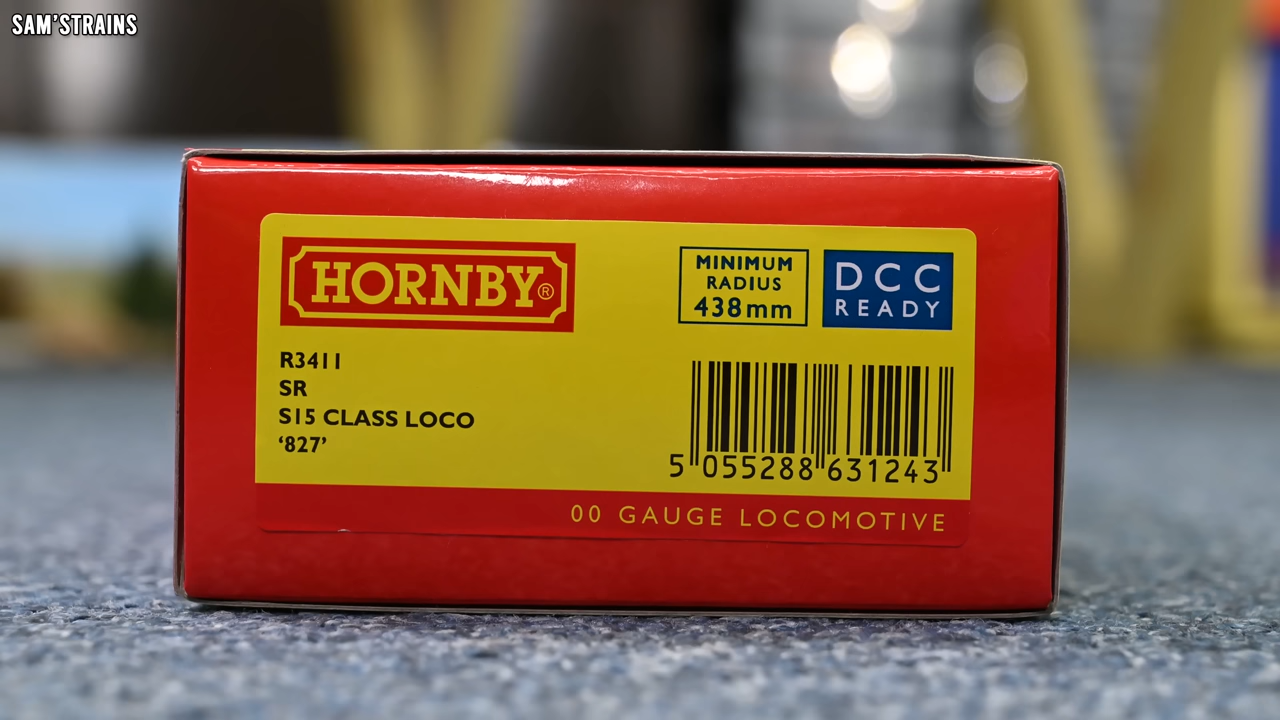 SAM'STRAINS
HORNBY®
MINIMUM
RADIUS
438mm
DCC
READY
R3411
SR
S15 CLASS LOCO
‘827’
5 055288 631243
00 GAUGE LOCOMOTIVE